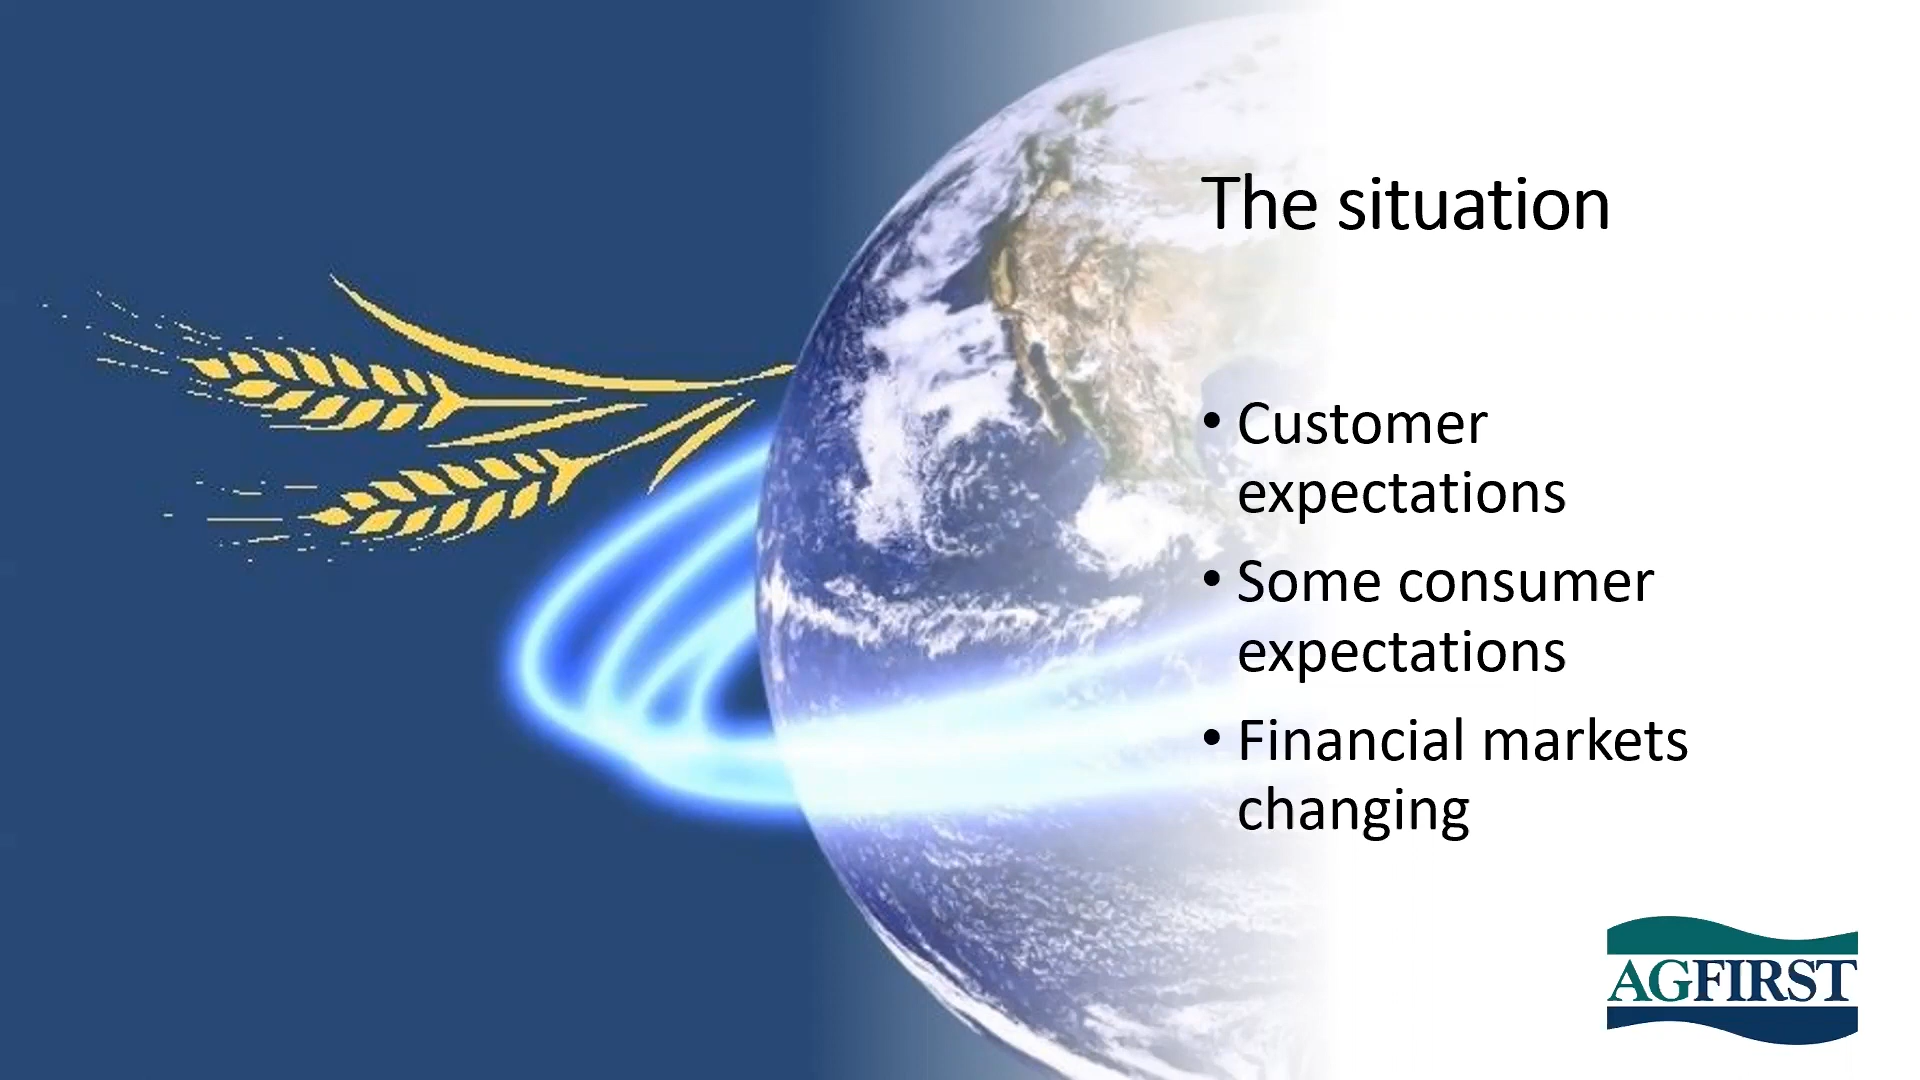 The situation
• Customer
expectations
• Some consumer
expectations
• Financial markets
changing
AGFIRST